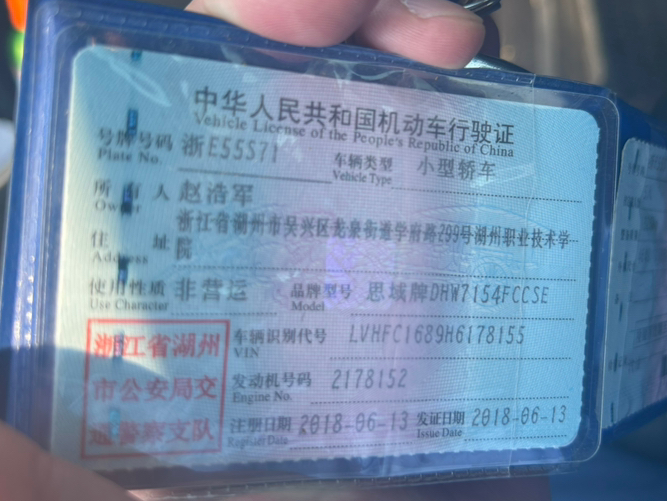 中华人民共和国机动车行驶证
Vehicle License of the People's Republic of China
号牌号码 浙E55S71 车辆类型 小型轿车
Plate No. Vehicle Type
所有人 赵浩军
Owner
浙江省湖州市吴兴区龙泉街道学府路299号湖州职业技术学
住址 院
Address
使用性质 非营运 品牌型号 思域牌DHW7154FCCSE
Use Character Model
浙江省湖州 车辆识别代号 LVHFC1689H6178155
VIN
市公安局交 发动机号码 2178152
Engine No.
通警察支队 注册日期 2018-06-13 发证日期 2018-06-13
Register Date Issue Date